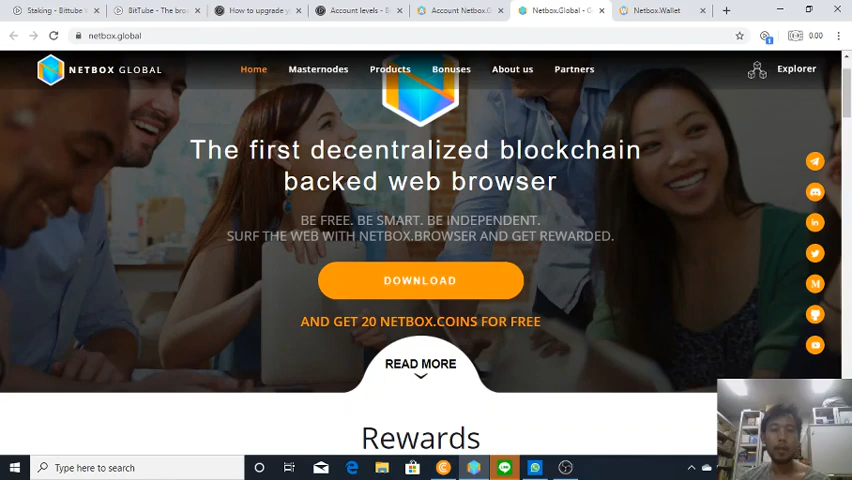 Staking - Bittube
BitTube - The bro
How to upgrade yo
Account levels - B
Account Netbox.G
Netbox.Global - G
Netbox.Wallet
netbox.global
0.00
NETBOX GLOBAL
Home
Masternodes
Products
Bonuses
About us
Partners
Explorer
The first decentralized blockchain
backed web browser
BE FREE. BE SMART. BE INDEPENDENT.
SURF THE WEB WITH NETBOX.BROWSER AND GET REWARDED.
DOWNLOAD
AND GET 20 NETBOX.COINS FOR FREE
READ MORE
Rewards
Type here to search